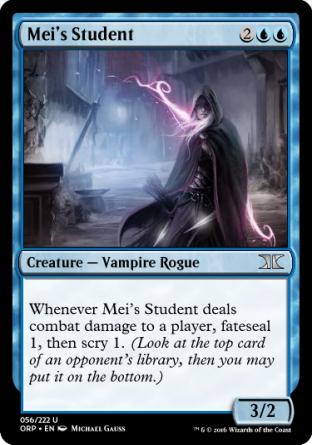 Mei's Student 2
Creature — Vampire Rogue
Whenever Mei's Student deals
combat damage to a player, fateseal
1, then scry 1. (Look at the top card
of an opponent's library, then you may
put it on the bottom.)
3/2
056/222 U
ORP • EN Michael Gauss ™ & © 2016 Wizards of the Coast